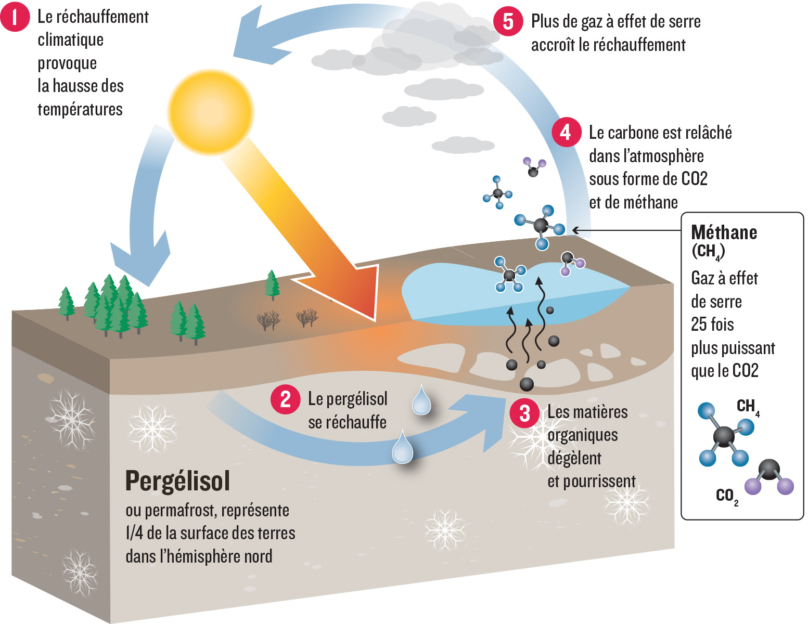 1
Le réchauffement
climatique
provoque
la hausse des
températures
5
Plus de gaz à effet de serre
accroît le réchauffement
4
Le carbone est relâché
dans l'atmosphère
sous forme de CO2
et de méthane
Méthane
(CH4)
Gaz à effet
de serre
25 fois
plus puissant
que le CO2
CH4
CO2
2
Le pergélisol
se réchauffe
3
Les matières
organiques
dégèlent
et pourrissent
Pergélisol
ou permafrost, représente
1/4 de la surface des terres
dans l'hémisphère nord